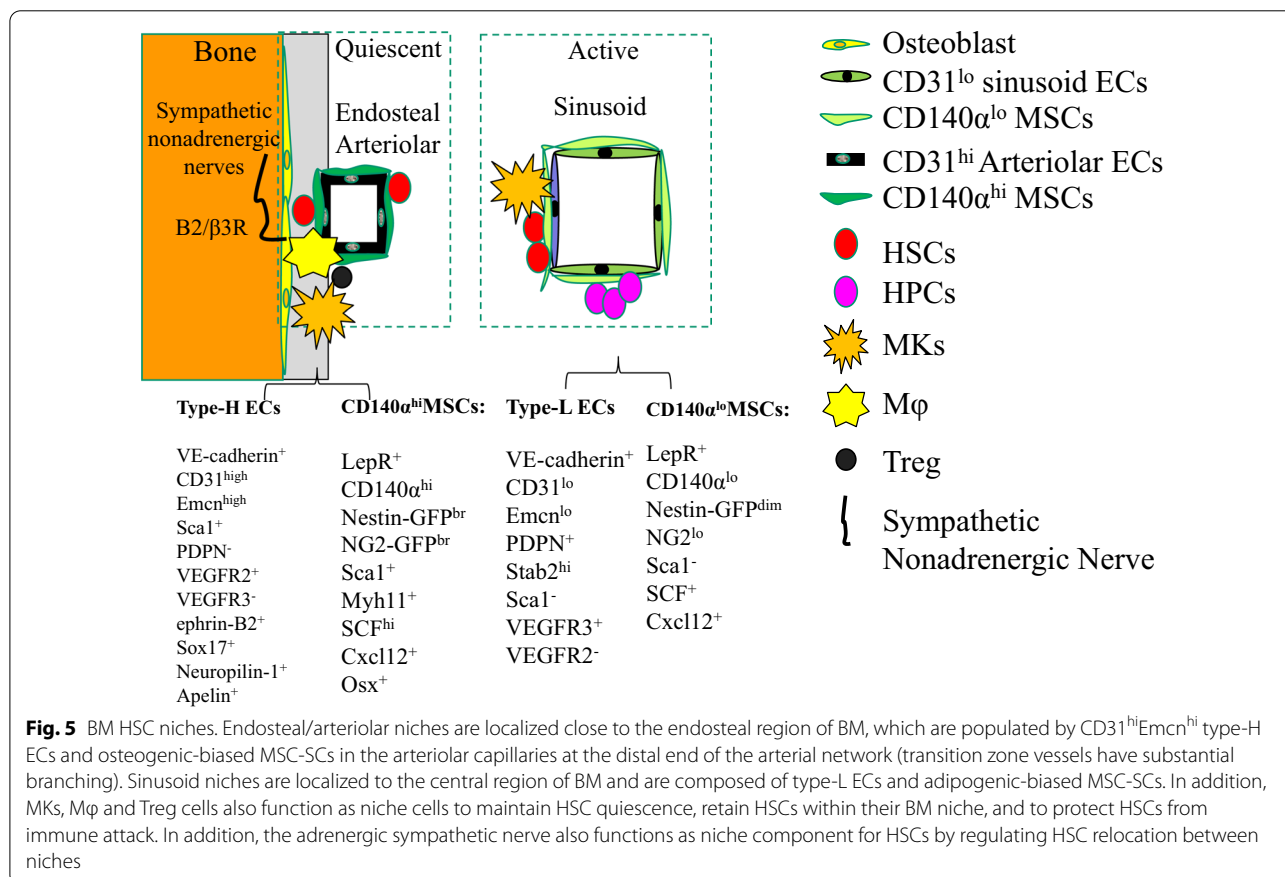 Bone
Sympathetic
nonadrenergic
nerves
B2/β3R
Quiescent
Endosteal
Arteriolar
Active
Sinusoid
Osteoblast
CD31ˡᵒ sinusoid ECs
CD140αˡᵒ MSCs
CD31ʰⁱ Arteriolar ECs
CD140αʰⁱ MSCs
HSCs
HPCs
MKs
Mφ
Treg
Sympathetic
Nonadrenergic Nerve
Type-H ECs
VE-cadherin⁺
CD31ʰⁱᵍʰ
Emcnʰⁱᵍʰ
Sca1⁺
PDPN⁻
VEGFR2⁺
VEGFR3⁻
ephrin-B2⁺
Sox17⁺
Neuropilin-1⁺
Apelin⁺
CD140αʰⁱMSCs:
LepR⁺
CD140αʰⁱ
Nestin-GFPᵇʳ
NG2-GFPᵇʳ
Sca1⁺
Myh11⁺
SCFʰⁱ
Cxcl12⁺
Osx⁺
Type-L ECs
VE-cadherin⁺
CD31ˡᵒ
Emcnˡᵒ
PDPN⁺
Stab2ʰⁱ
Sca1⁻
VEGFR3⁺
VEGFR2⁻
CD140αˡᵒMSCs:
LepR⁺
CD140αˡᵒ
Nestin-GFPᵈⁱᵐ
NG2ˡᵒ
Sca1⁻
SCF⁺
Cxcl12⁺
Fig. 5 BM HSC niches. Endosteal/arteriolar niches are localized close to the endosteal region of BM, which are populated by CD31ʰⁱEmcnʰⁱ type-H
ECs and osteogenic-biased MSC-SCs in the arteriolar capillaries at the distal end of the arterial network (transition zone vessels have substantial
branching). Sinusoid niches are localized to the central region of BM and are composed of type-L ECs and adipogenic-biased MSC-SCs. In addition,
MKs, Mφ and Treg cells also function as niche cells to maintain HSC quiescence, retain HSCs within their BM niche, and to protect HSCs from
immune attack. In addition, the adrenergic sympathetic nerve also functions as niche component for HSCs by regulating HSC relocation between
niches